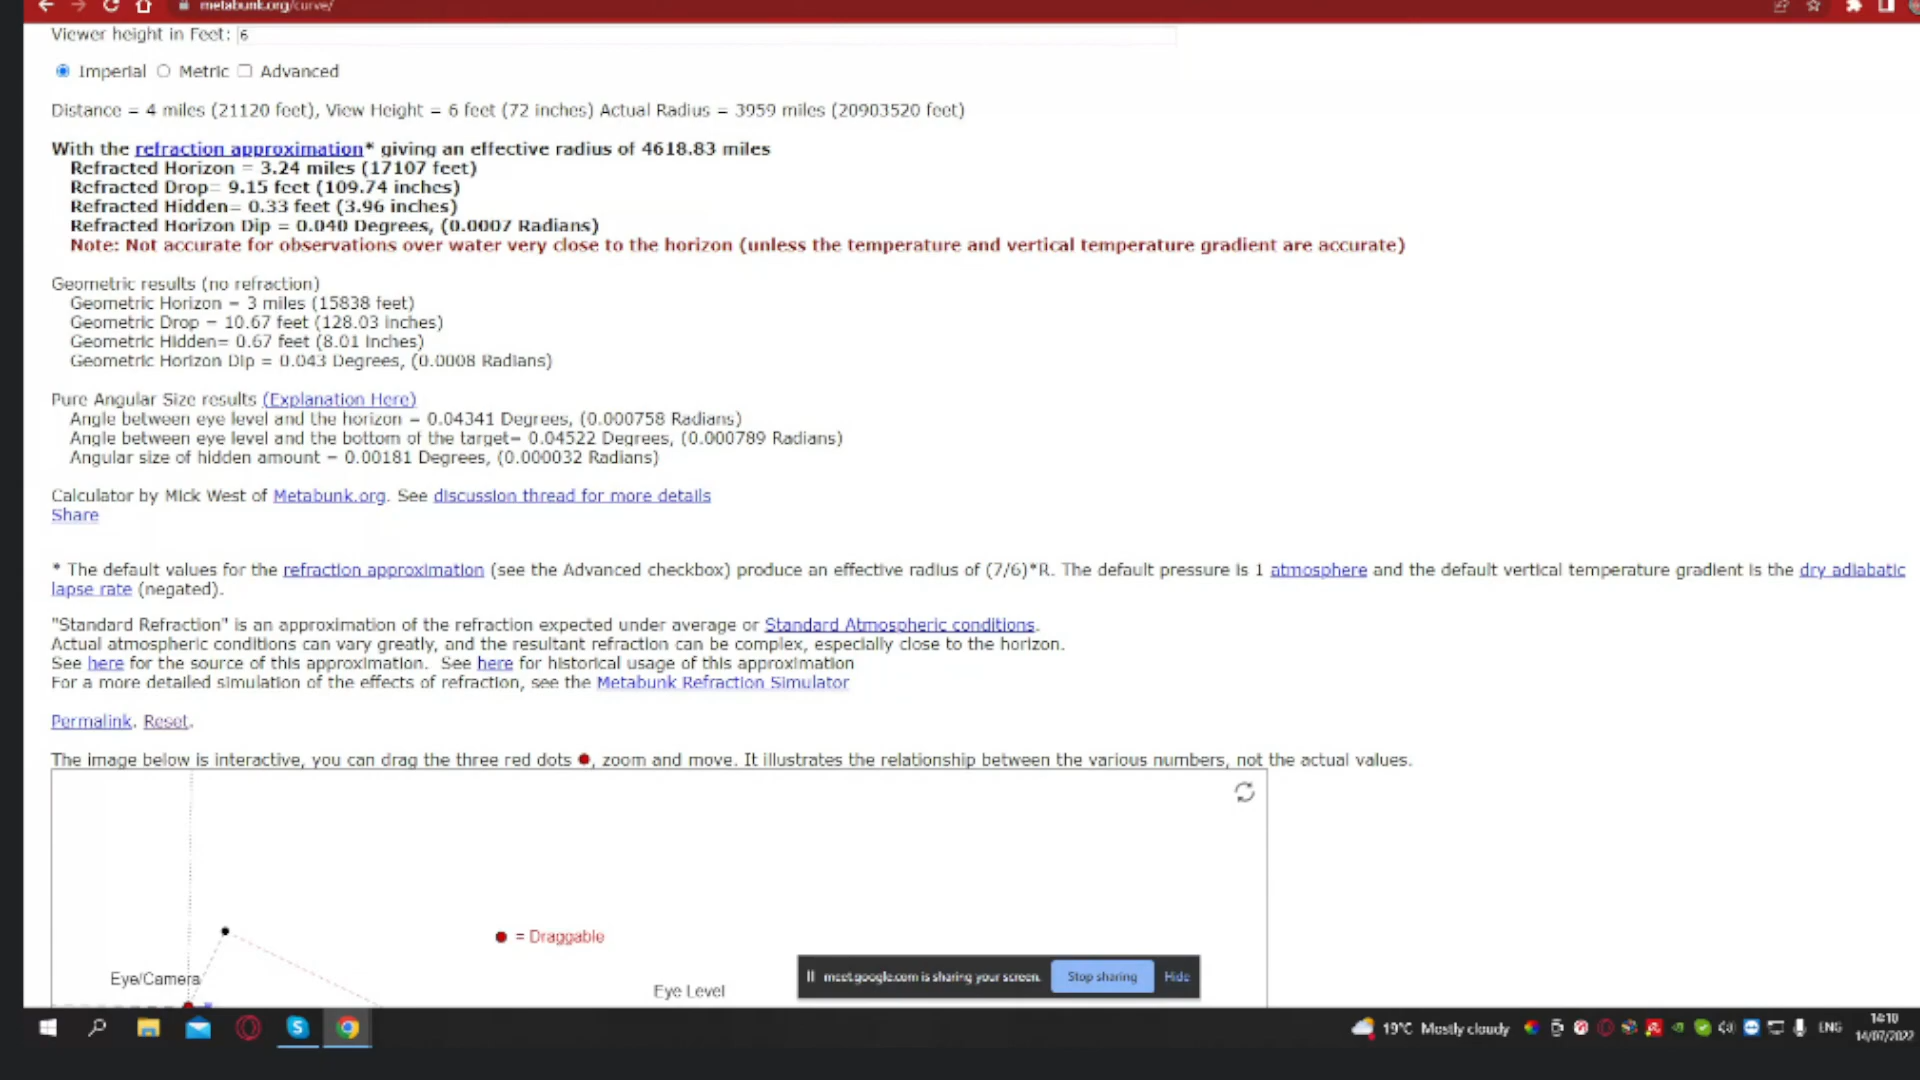 metabunk.org/curve/
Viewer height in Feet: 6
Imperial Metric Advanced
Distance = 4 miles (21120 feet), View Height = 6 feet (72 inches) Actual Radius = 3959 miles (20903520 feet)
With the refraction approximation* giving an effective radius of 4618.83 miles
Refracted Horizon = 3.24 miles (17107 feet)
Refracted Drop= 9.15 feet (109.74 inches)
Refracted Hidden= 0.33 feet (3.96 inches)
Refracted Horizon Dip = 0.040 Degrees, (0.0007 Radians)
Note: Not accurate for observations over water very close to the horizon (unless the temperature and vertical temperature gradient are accurate)
Geometric results (no refraction)
Geometric Horizon = 3 miles (15838 feet)
Geometric Drop = 10.67 feet (128.03 inches)
Geometric Hidden= 0.67 feet (8.01 inches)
Geometric Horizon Dip = 0.043 Degrees, (0.0008 Radians)
Pure Angular Size results (Explanation Here)
Angle between eye level and the horizon = 0.04341 Degrees, (0.000758 Radians)
Angle between eye level and the bottom of the target= 0.04522 Degrees, (0.000789 Radians)
Angular size of hidden amount = 0.00181 Degrees, (0.000032 Radians)
Calculator by Mick West of Metabunk.org. See discussion thread for more details
Share
* The default values for the refraction approximation (see the Advanced checkbox) produce an effective radius of (7/6)*R. The default pressure is 1 atmosphere and the default vertical temperature gradient is the dry adiabatic
lapse rate (negated).
"Standard Refraction" is an approximation of the refraction expected under average or Standard Atmospheric conditions.
Actual atmospheric conditions can vary greatly, and the resultant refraction can be complex, especially close to the horizon.
See here for the source of this approximation. See here for historical usage of this approximation
For a more detailed simulation of the effects of refraction, see the Metabunk Refraction Simulator
Permalink. Reset.
The image below is interactive, you can drag the three red dots , zoom and move. It illustrates the relationship between the various numbers, not the actual values.
= Draggable
Eye/Camera
Eye Level
meet.google.com is sharing your screen. Stop sharing Hide
19°C Mostly cloudy ENG
14:10
14/07/2022